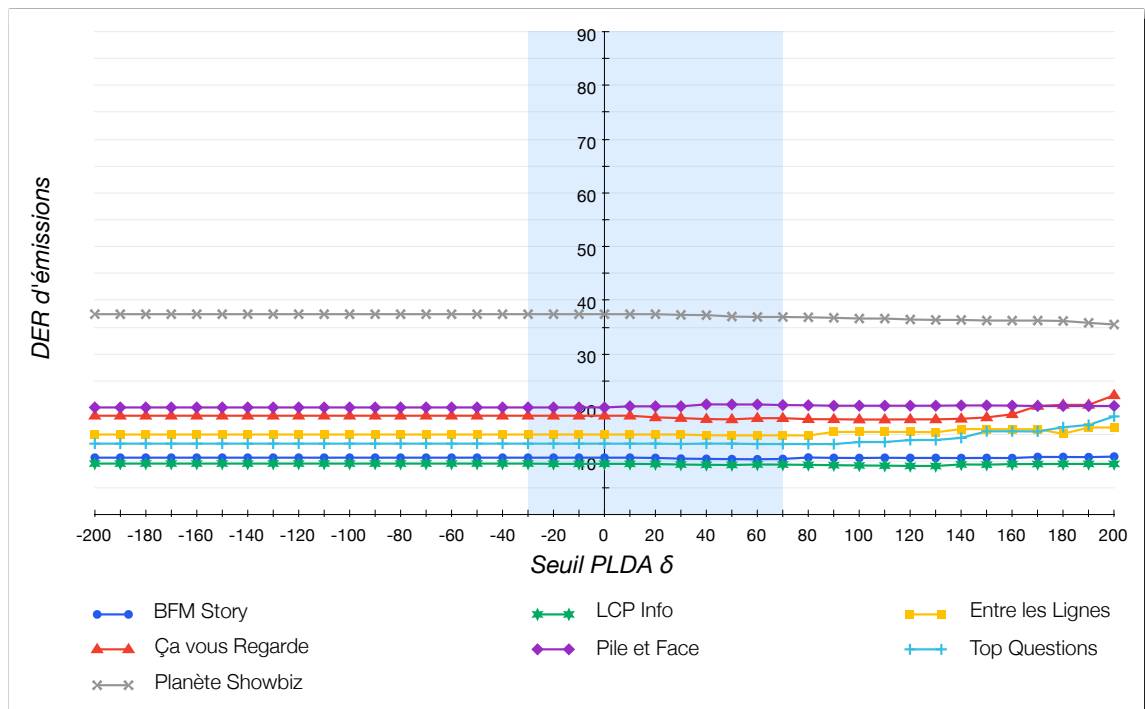 90
80
70
60
50
40
30
20
10
DER d'émissions
-200 -180 -160 -140 -120 -100 -80 -60 -40 -20 0 20 40 60 80 100 120 140 160 180 200
Seuil PLDA δ
BFM Story LCP Info Entre les Lignes
Ça vous Regarde Pile et Face Top Questions
Planète Showbiz